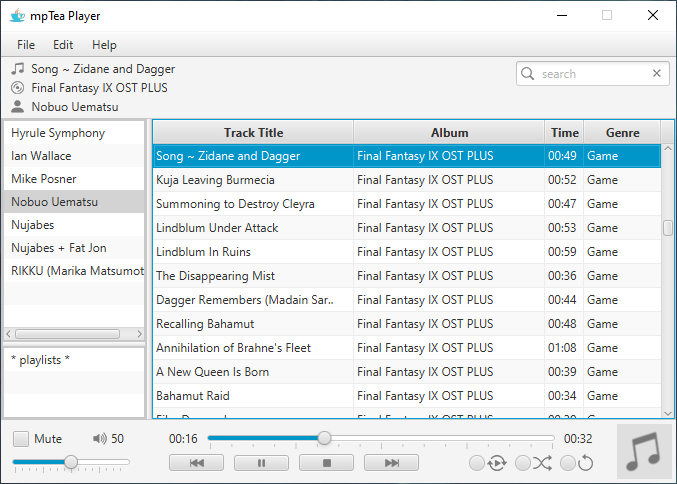 mpTea Player
File Edit Help
Song ~ Zidane and Dagger
Final Fantasy IX OST PLUS
Nobuo Uematsu
search
Hyrule Symphony
Ian Wallace
Mike Posner
Nobuo Uematsu
Nujabes
Nujabes + Fat Jon
RIKKU (Marika Matsumot
* playlists *
Track Title Album Time Genre
Song ~ Zidane and Dagger Final Fantasy IX OST PLUS 00:49 Game
Kuja Leaving Burmecia Final Fantasy IX OST PLUS 00:52 Game
Summoning to Destroy Cleyra Final Fantasy IX OST PLUS 00:47 Game
Lindblum Under Attack Final Fantasy IX OST PLUS 00:53 Game
Lindblum In Ruins Final Fantasy IX OST PLUS 00:59 Game
The Disappearing Mist Final Fantasy IX OST PLUS 00:36 Game
Dagger Remembers (Madain Sar.. Final Fantasy IX OST PLUS 00:44 Game
Recalling Bahamut Final Fantasy IX OST PLUS 00:48 Game
Annihilation of Brahne's Fleet Final Fantasy IX OST PLUS 01:08 Game
A New Queen Is Born Final Fantasy IX OST PLUS 00:39 Game
Bahamut Raid Final Fantasy IX OST PLUS 00:34 Game
Final Fantasy IX OST PLUS Game
Mute 50 00:16 00:32